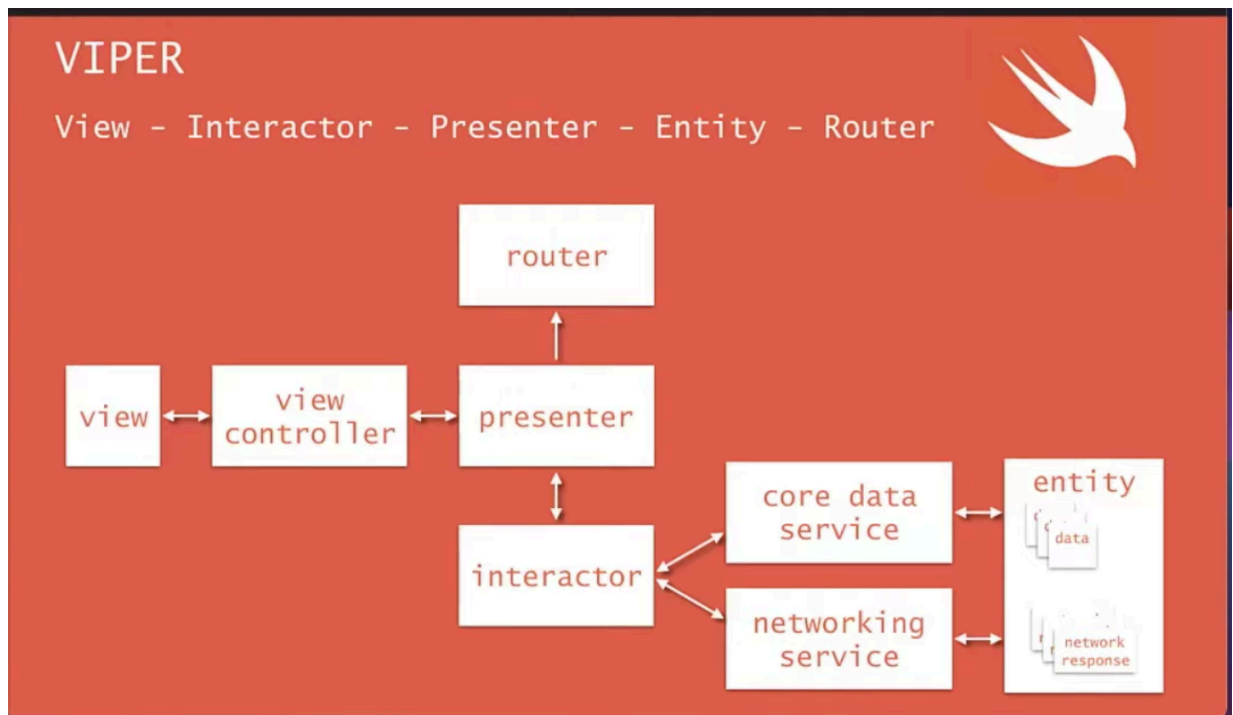 VIPER
View – Interactor – Presenter – Entity – Router
router
view
view
controller
presenter
interactor
core data
service
networking
service
entity
data
network
response